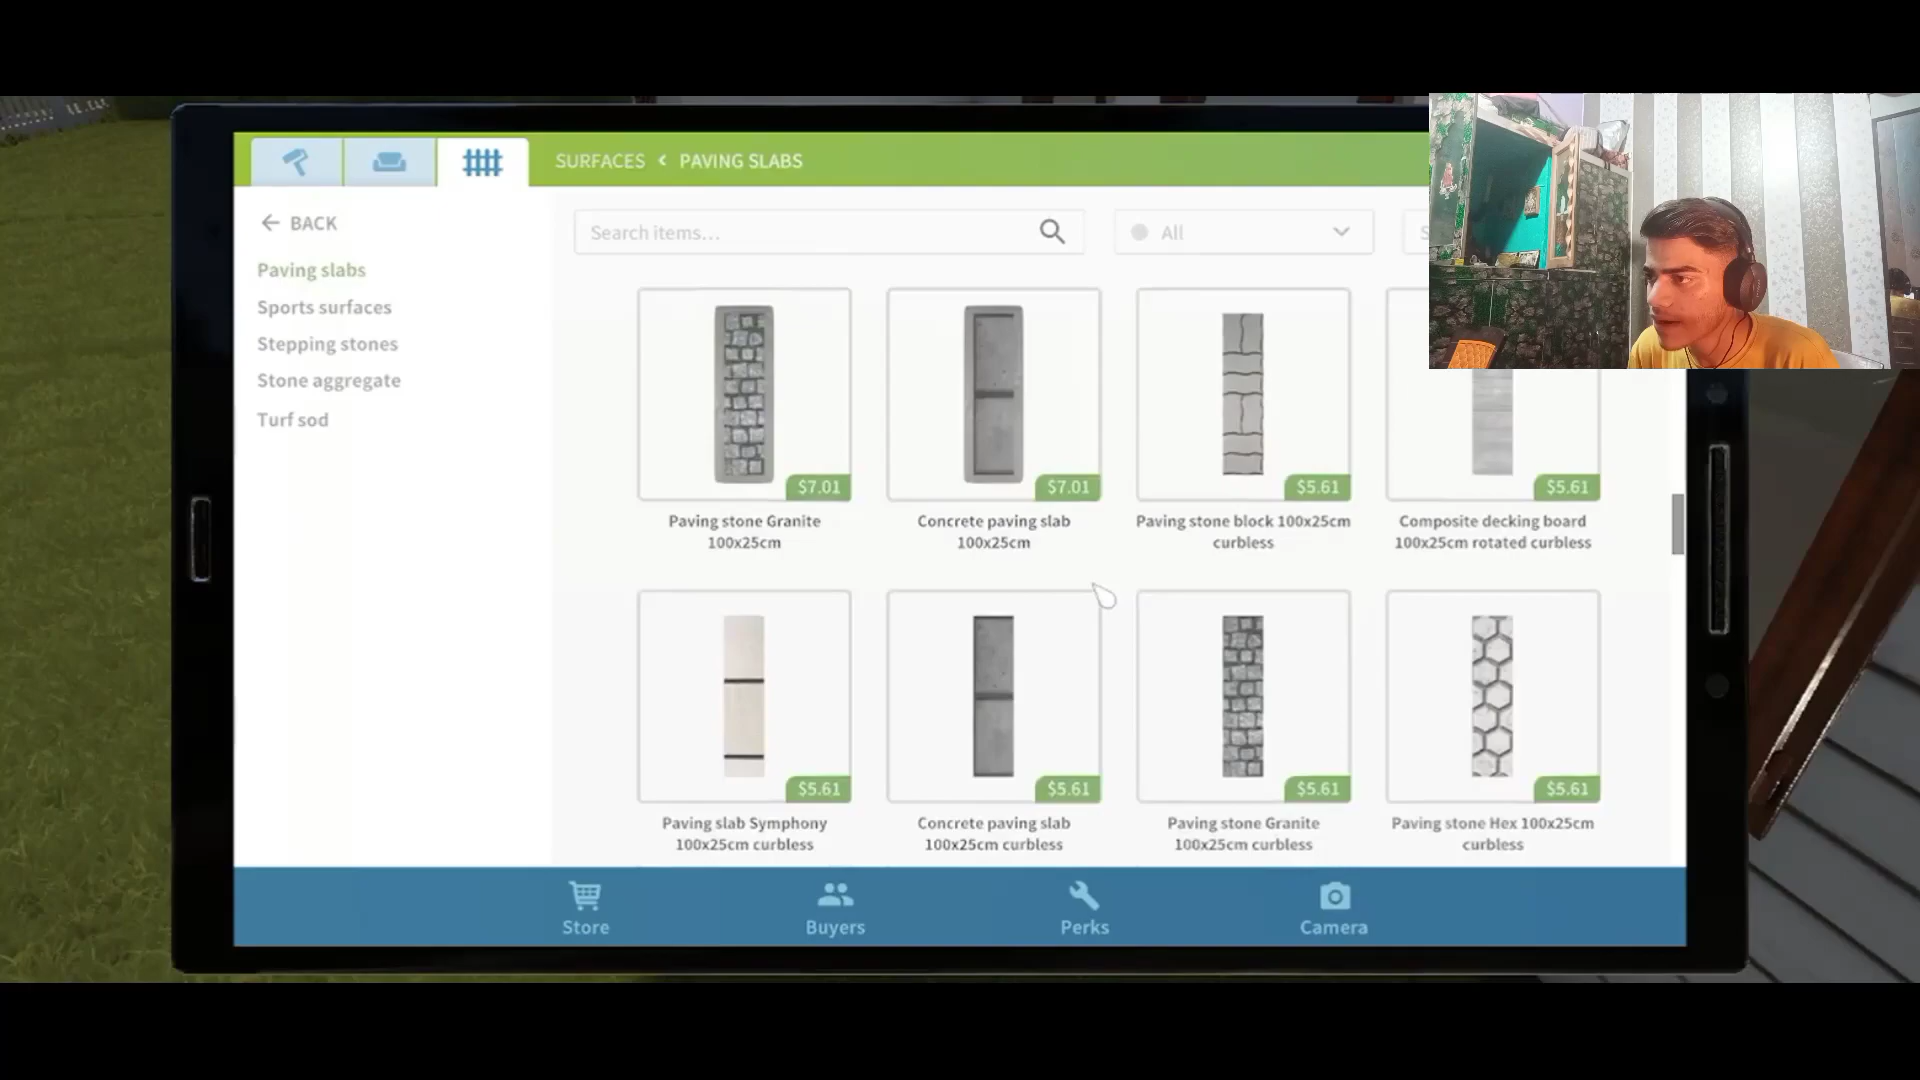 SURFACES < PAVING SLABS
BACK
Search items...
All
S
Paving slabs
Sports surfaces
Stepping stones
Stone aggregate
Turf sod
$7.01
$7.01
$5.61
$5.61
Paving stone Granite
100x25cm
Concrete paving slab
100x25cm
Paving stone block 100x25cm
curbless
Composite decking board
100x25cm rotated curbless
$5.61
$5.61
$5.61
$5.61
Paving slab Symphony
100x25cm curbless
Concrete paving slab
100x25cm curbless
Paving stone Granite
100x25cm curbless
Paving stone Hex 100x25cm
curbless
Store
Buyers
Perks
Camera